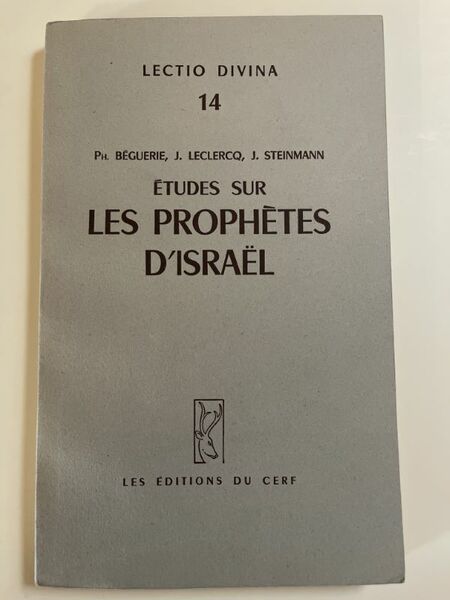 LECTIO DIVINA
14
PH. BÉGUERIE, J. LECLERCQ, J. STEINMANN
ÉTUDES SUR
LES PROPHÈTES
D'ISRAËL
LES ÉDITIONS DU CERF